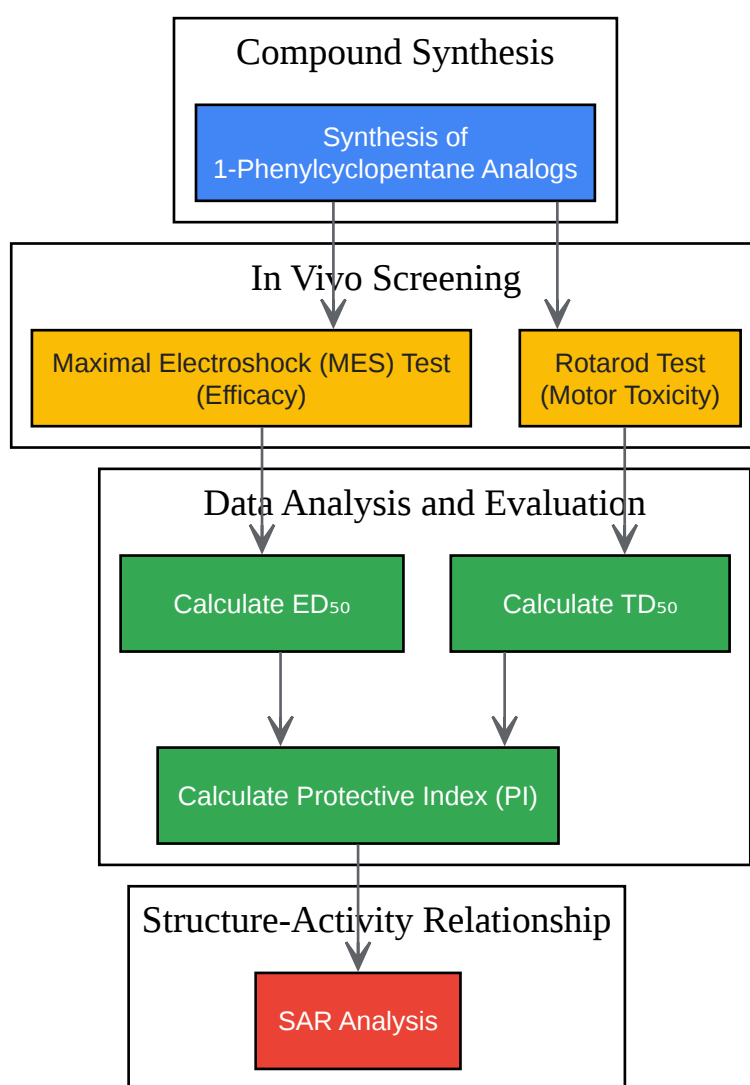 Compound Synthesis
Synthesis of
1-Phenylcyclopentane Analogs
In Vivo Screening
Maximal Electroshock (MES) Test
(Efficacy)
Rotarod Test
(Motor Toxicity)
Data Analysis and Evaluation
Calculate ED₅₀
Calculate TD₅₀
Calculate Protective Index (PI)
Structure-Activity Relationship
SAR Analysis